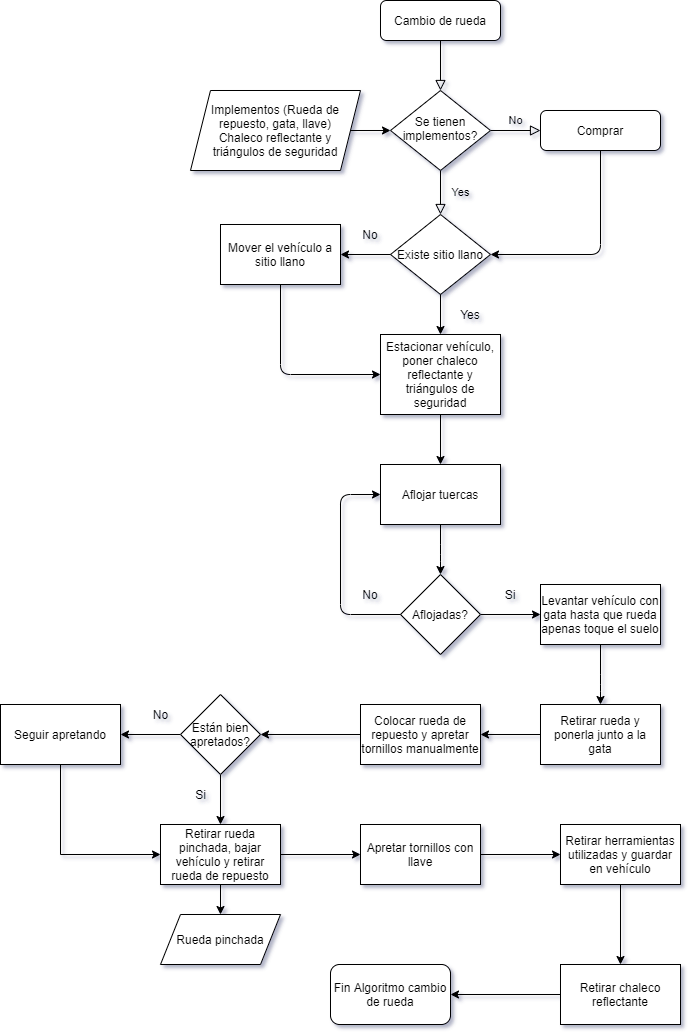 Cambio de rueda
Implementos (Rueda de
repuesto, gata, llave)
Chaleco reflectante y
triángulos de seguridad
Se tienen
implementos?
No
Comprar
Yes
Mover el vehículo a
sitio llano
No
Existe sitio llano
Yes
Estacionar vehículo,
poner chaleco
reflectante y
triángulos de
seguridad
Aflojar tuercas
No
Aflojadas?
Si
Levantar vehículo con
gata hasta que rueda
apenas toque el suelo
Seguir apretando
No
Están bien
apretados?
Colocar rueda de
repuesto y apretar
tornillos manualmente
Retirar rueda y
ponerla junto a la
gata
Si
Retirar rueda
pinchada, bajar
vehículo y retirar
rueda de repuesto
Apretar tornillos con
llave
Retirar herramientas
utilizadas y guardar
en vehículo
Rueda pinchada
Fin Algoritmo cambio
de rueda
Retirar chaleco
reflectante